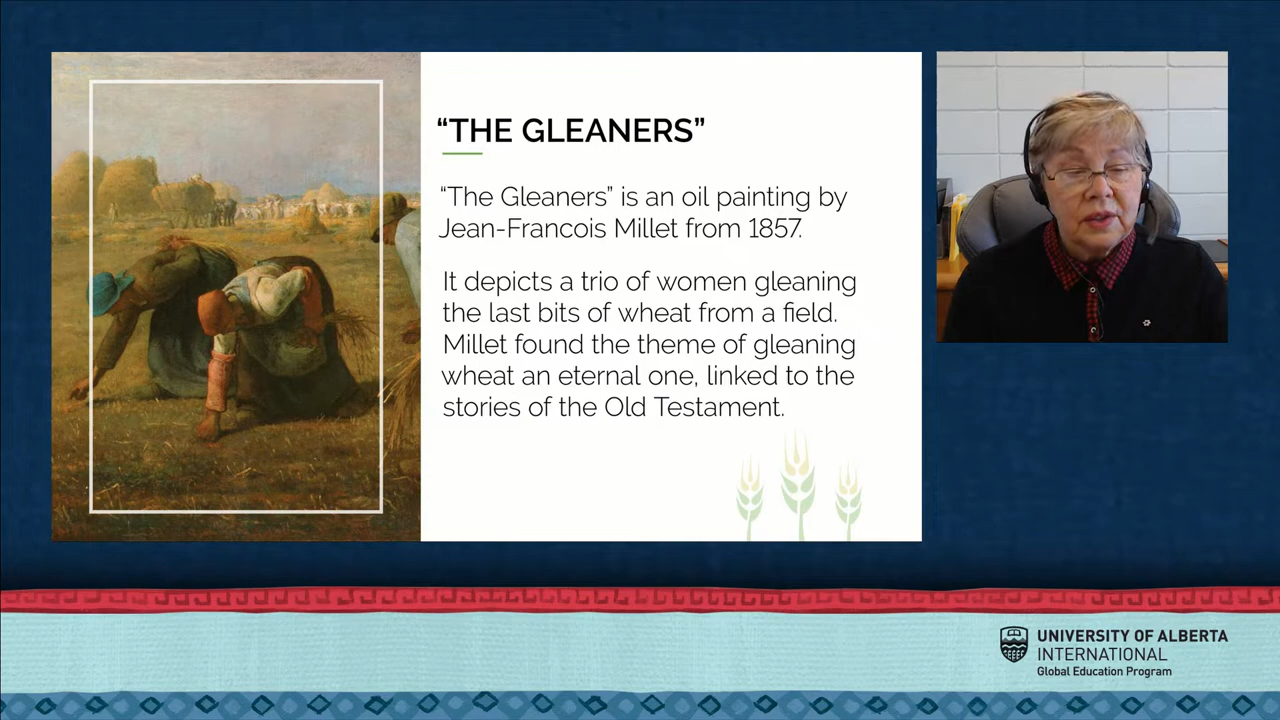 “THE GLEANERS”
“The Gleaners” is an oil painting by
Jean-Francois Millet from 1857.
It depicts a trio of women gleaning
the last bits of wheat from a field.
Millet found the theme of gleaning
wheat an eternal one, linked to the
stories of the Old Testament.
UNIVERSITY OF ALBERTA
INTERNATIONAL
Global Education Program